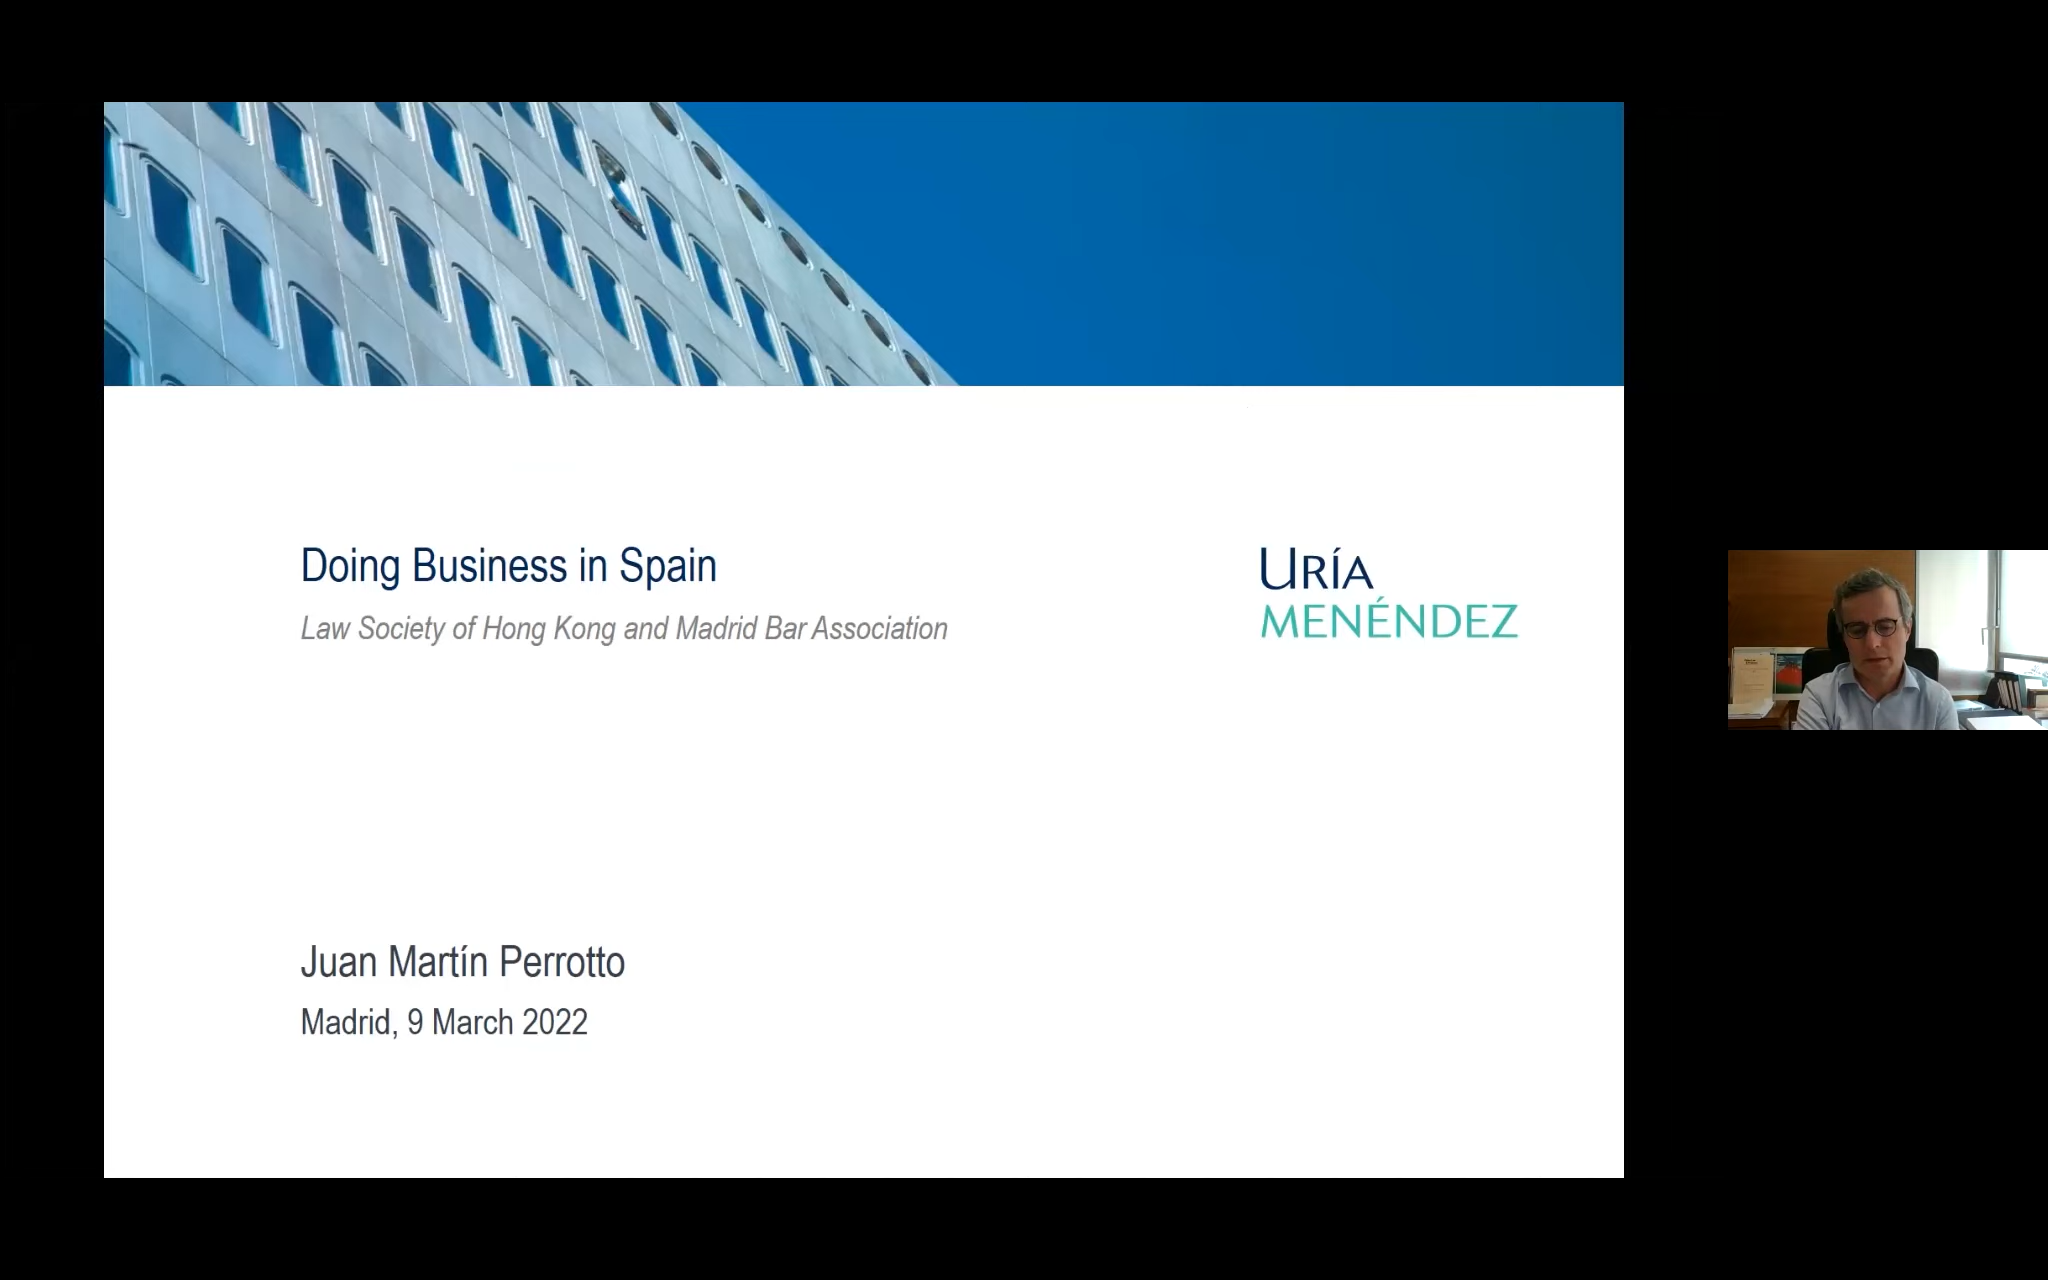 Doing Business in Spain
Law Society of Hong Kong and Madrid Bar Association
URÍA
MENÉNDEZ
Juan Martín Perrotto
Madrid, 9 March 2022